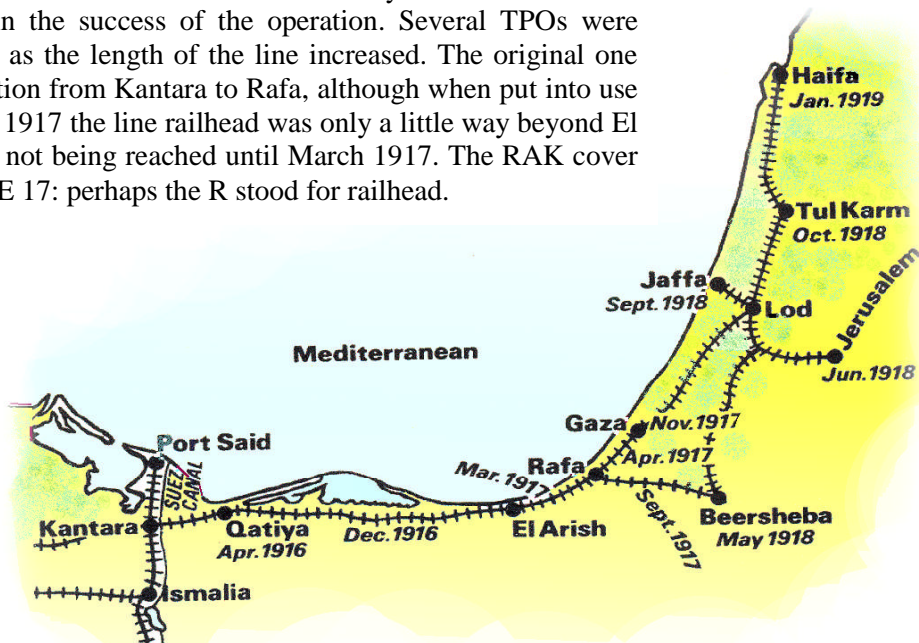 in the success of the operation. Several TPOs were
as the length of the line increased. The original one
tion from Kantara to Rafa, although when put into use
1917 the line railhead was only a little way beyond El
not being reached until March 1917. The RAK cover
E 17: perhaps the R stood for railhead.
Haifa
Jan. 1919
Tul Karm
Oct. 1918
Jaffa
Sept. 1918
Lod
Jerusalem
Jun. 1918
Mediterranean
Gaza
Nov. 1917
Port Said
Mar. 1917
Rafa
Apr. 1917
SUEZ
CANAL
Sept. 1917
Kantara
Qatiya
Apr. 1916
Dec. 1916
El Arish
Beersheba
May 1918
Ismalia